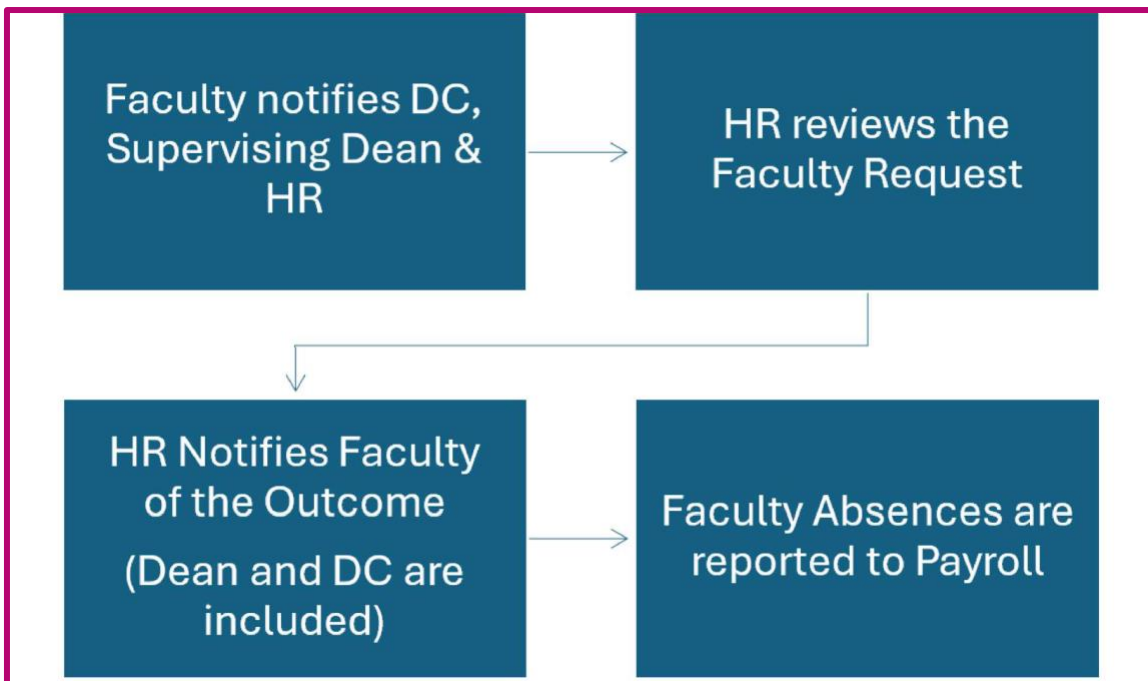 Faculty notifies DC,
Supervising Dean &
HR
HR reviews the
Faculty Request
HR Notifies Faculty
of the Outcome
(Dean and DC are
included)
Faculty Absences are
reported to Payroll